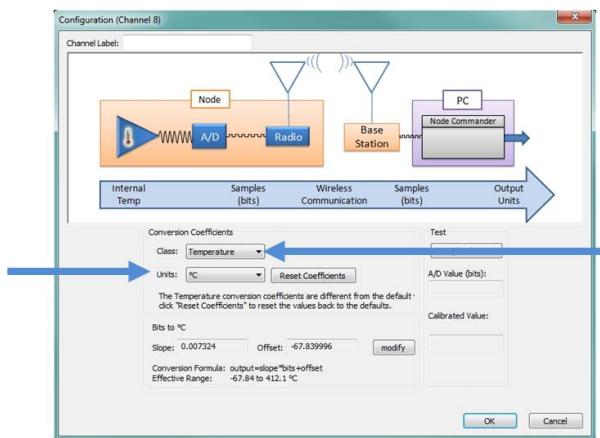 Configuration (Channel 8)
Channel Label:
Node
PC
Node Commander
A/D
Radio
Base
Station
Internal
Temp
Samples
(bits)
Wireless
Communication
Samples
(bits)
Output
Units
Conversion Coefficients
Class: Temperature
Units: °C
Reset Coefficients
The Temperature conversion coefficients are different from the default
click "Reset Coefficients" to reset the values back to the defaults.
Bits to °C
Slope: 0.007324 Offset: -67.839996 modify
Conversion Formula: output=slope*bits+offset
Effective Range: -67.84 to 412.1 °C
Test
A/D Value (bits):
Calibrated Value:
OK Cancel